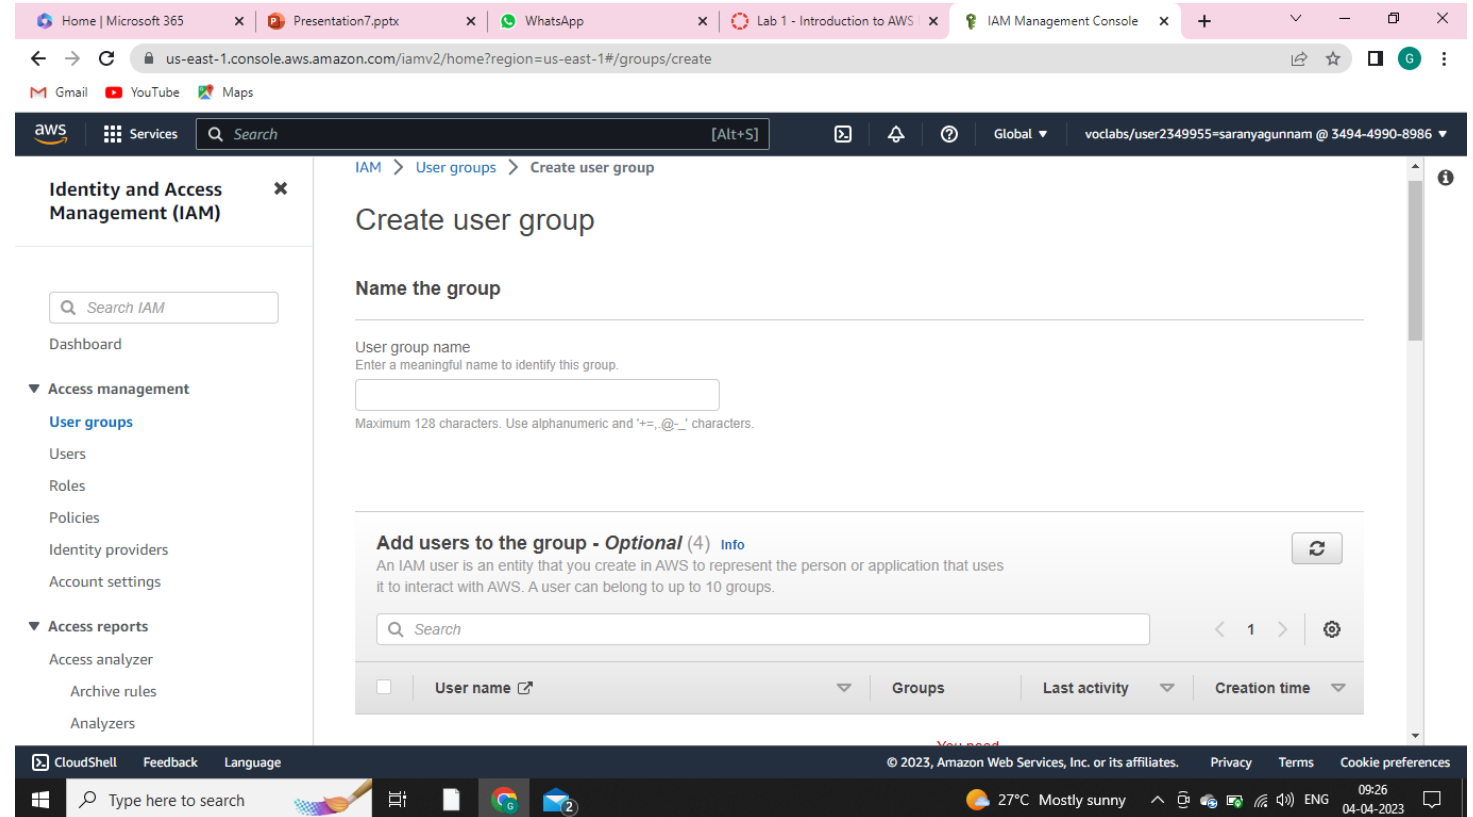 Home | Microsoft 365
Presentation7.pptx
WhatsApp
Lab 1 - Introduction to AWS
IAM Management Console
us-east-1.console.aws.amazon.com/iamv2/home?region=us-east-1#/groups/create
G
Gmail
YouTube
Maps
aws
Services
Search
[Alt+S]
Global
voclabs/user2349955=saranyagunnam @ 3494-4990-8986
Identity and Access
Management (IAM)
Search IAM
Dashboard
Access management
User groups
Users
Roles
Policies
Identity providers
Account settings
Access reports
Access analyzer
Archive rules
Analyzers
IAM > User groups > Create user group
Create user group
Name the group
User group name
Enter a meaningful name to identify this group.
Maximum 128 characters. Use alphanumeric and '+=,.@-_' characters.
Add users to the group - Optional (4) Info
An IAM user is an entity that you create in AWS to represent the person or application that uses
it to interact with AWS. A user can belong to up to 10 groups.
Search
1
User name
Groups
Last activity
Creation time
You need
CloudShell
Feedback
Language
© 2023, Amazon Web Services, Inc. or its affiliates.
Privacy
Terms
Cookie preferences
Type here to search
2
27°C Mostly sunny
ENG
09:26
04-04-2023